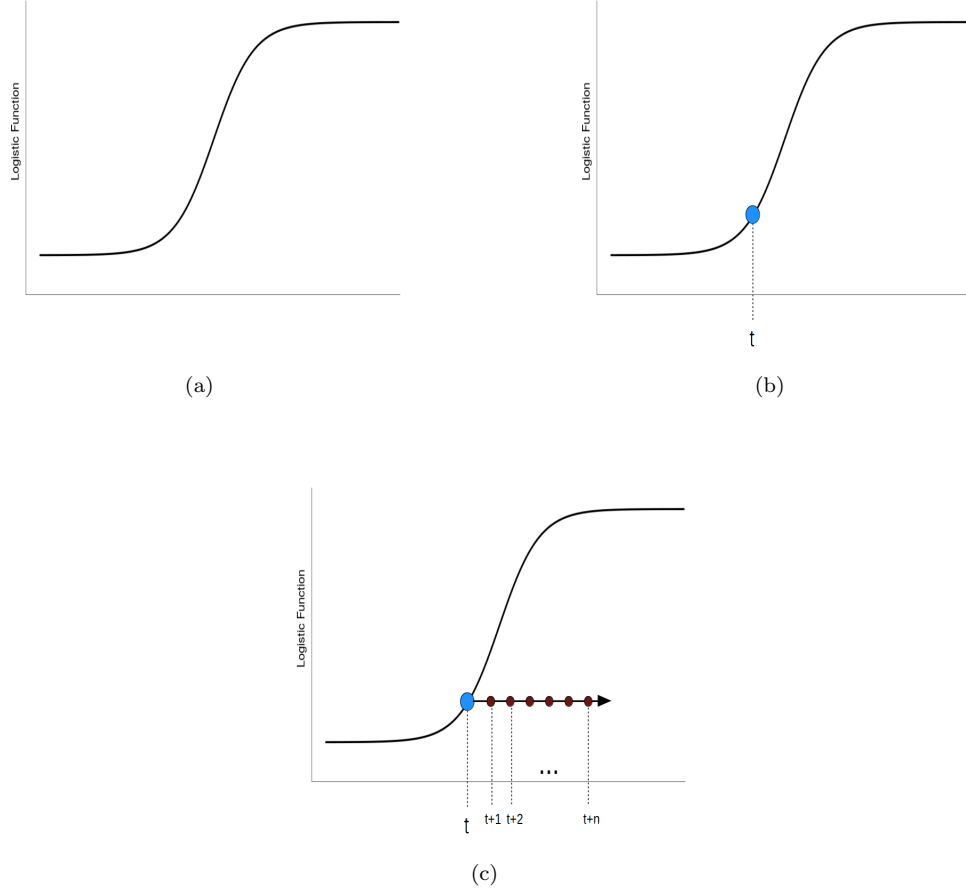 Logistic Function
(a)
Logistic Function
t
(b)
Logistic Function
...
t
t+1
t+2
t+n
(c)